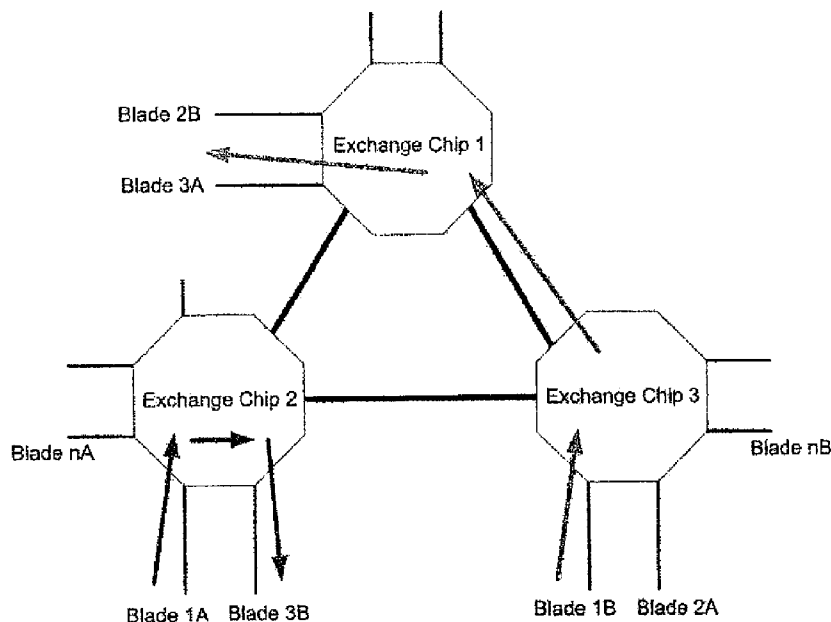 Blade 2B
Exchange Chip 1
Blade 3A
Exchange Chip 2
Exchange Chip 3
Blade nA
Blade nB
Blade 1A
Blade 3B
Blade 1B
Blade 2A